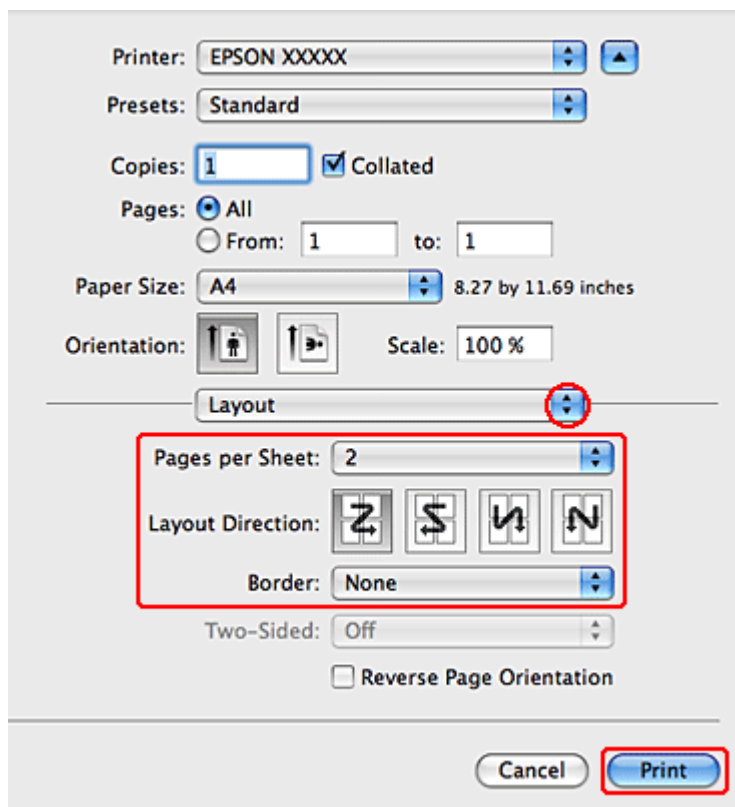 Printer: EPSON XXXXX
Presets: Standard
Copies: 1 Collated
Pages: All
From: 1 to: 1
Paper Size: A4 8.27 by 11.69 inches
Orientation: Scale: 100 %
Layout
Pages per Sheet: 2
Layout Direction:
Border: None
Two-Sided: Off
Reverse Page Orientation
Cancel Print